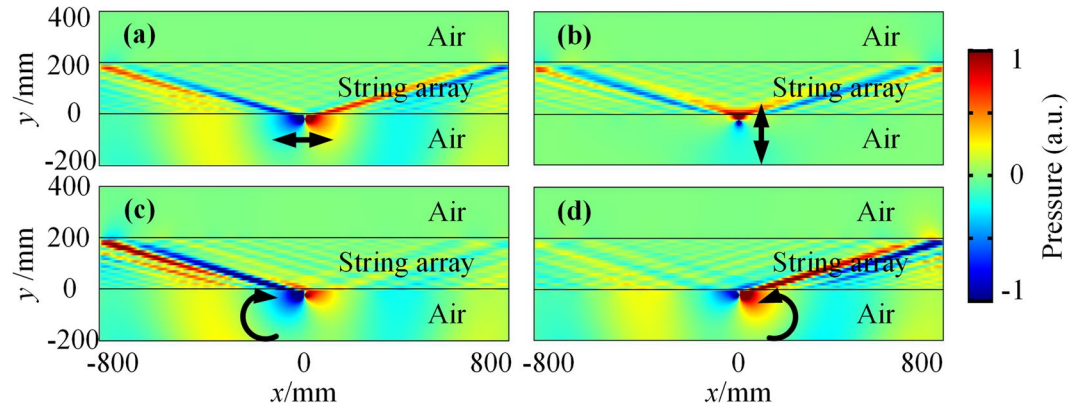 400
200
0
-200
y /mm
(a)
Air
String array
Air
(b)
Air
String array
Air
400
200
0
-200
y /mm
(c)
Air
String array
Air
(d)
Air
String array
Air
-800
0
800
x/mm
-800
0
800
x/mm
1
0
-1
Pressure (a.u.)